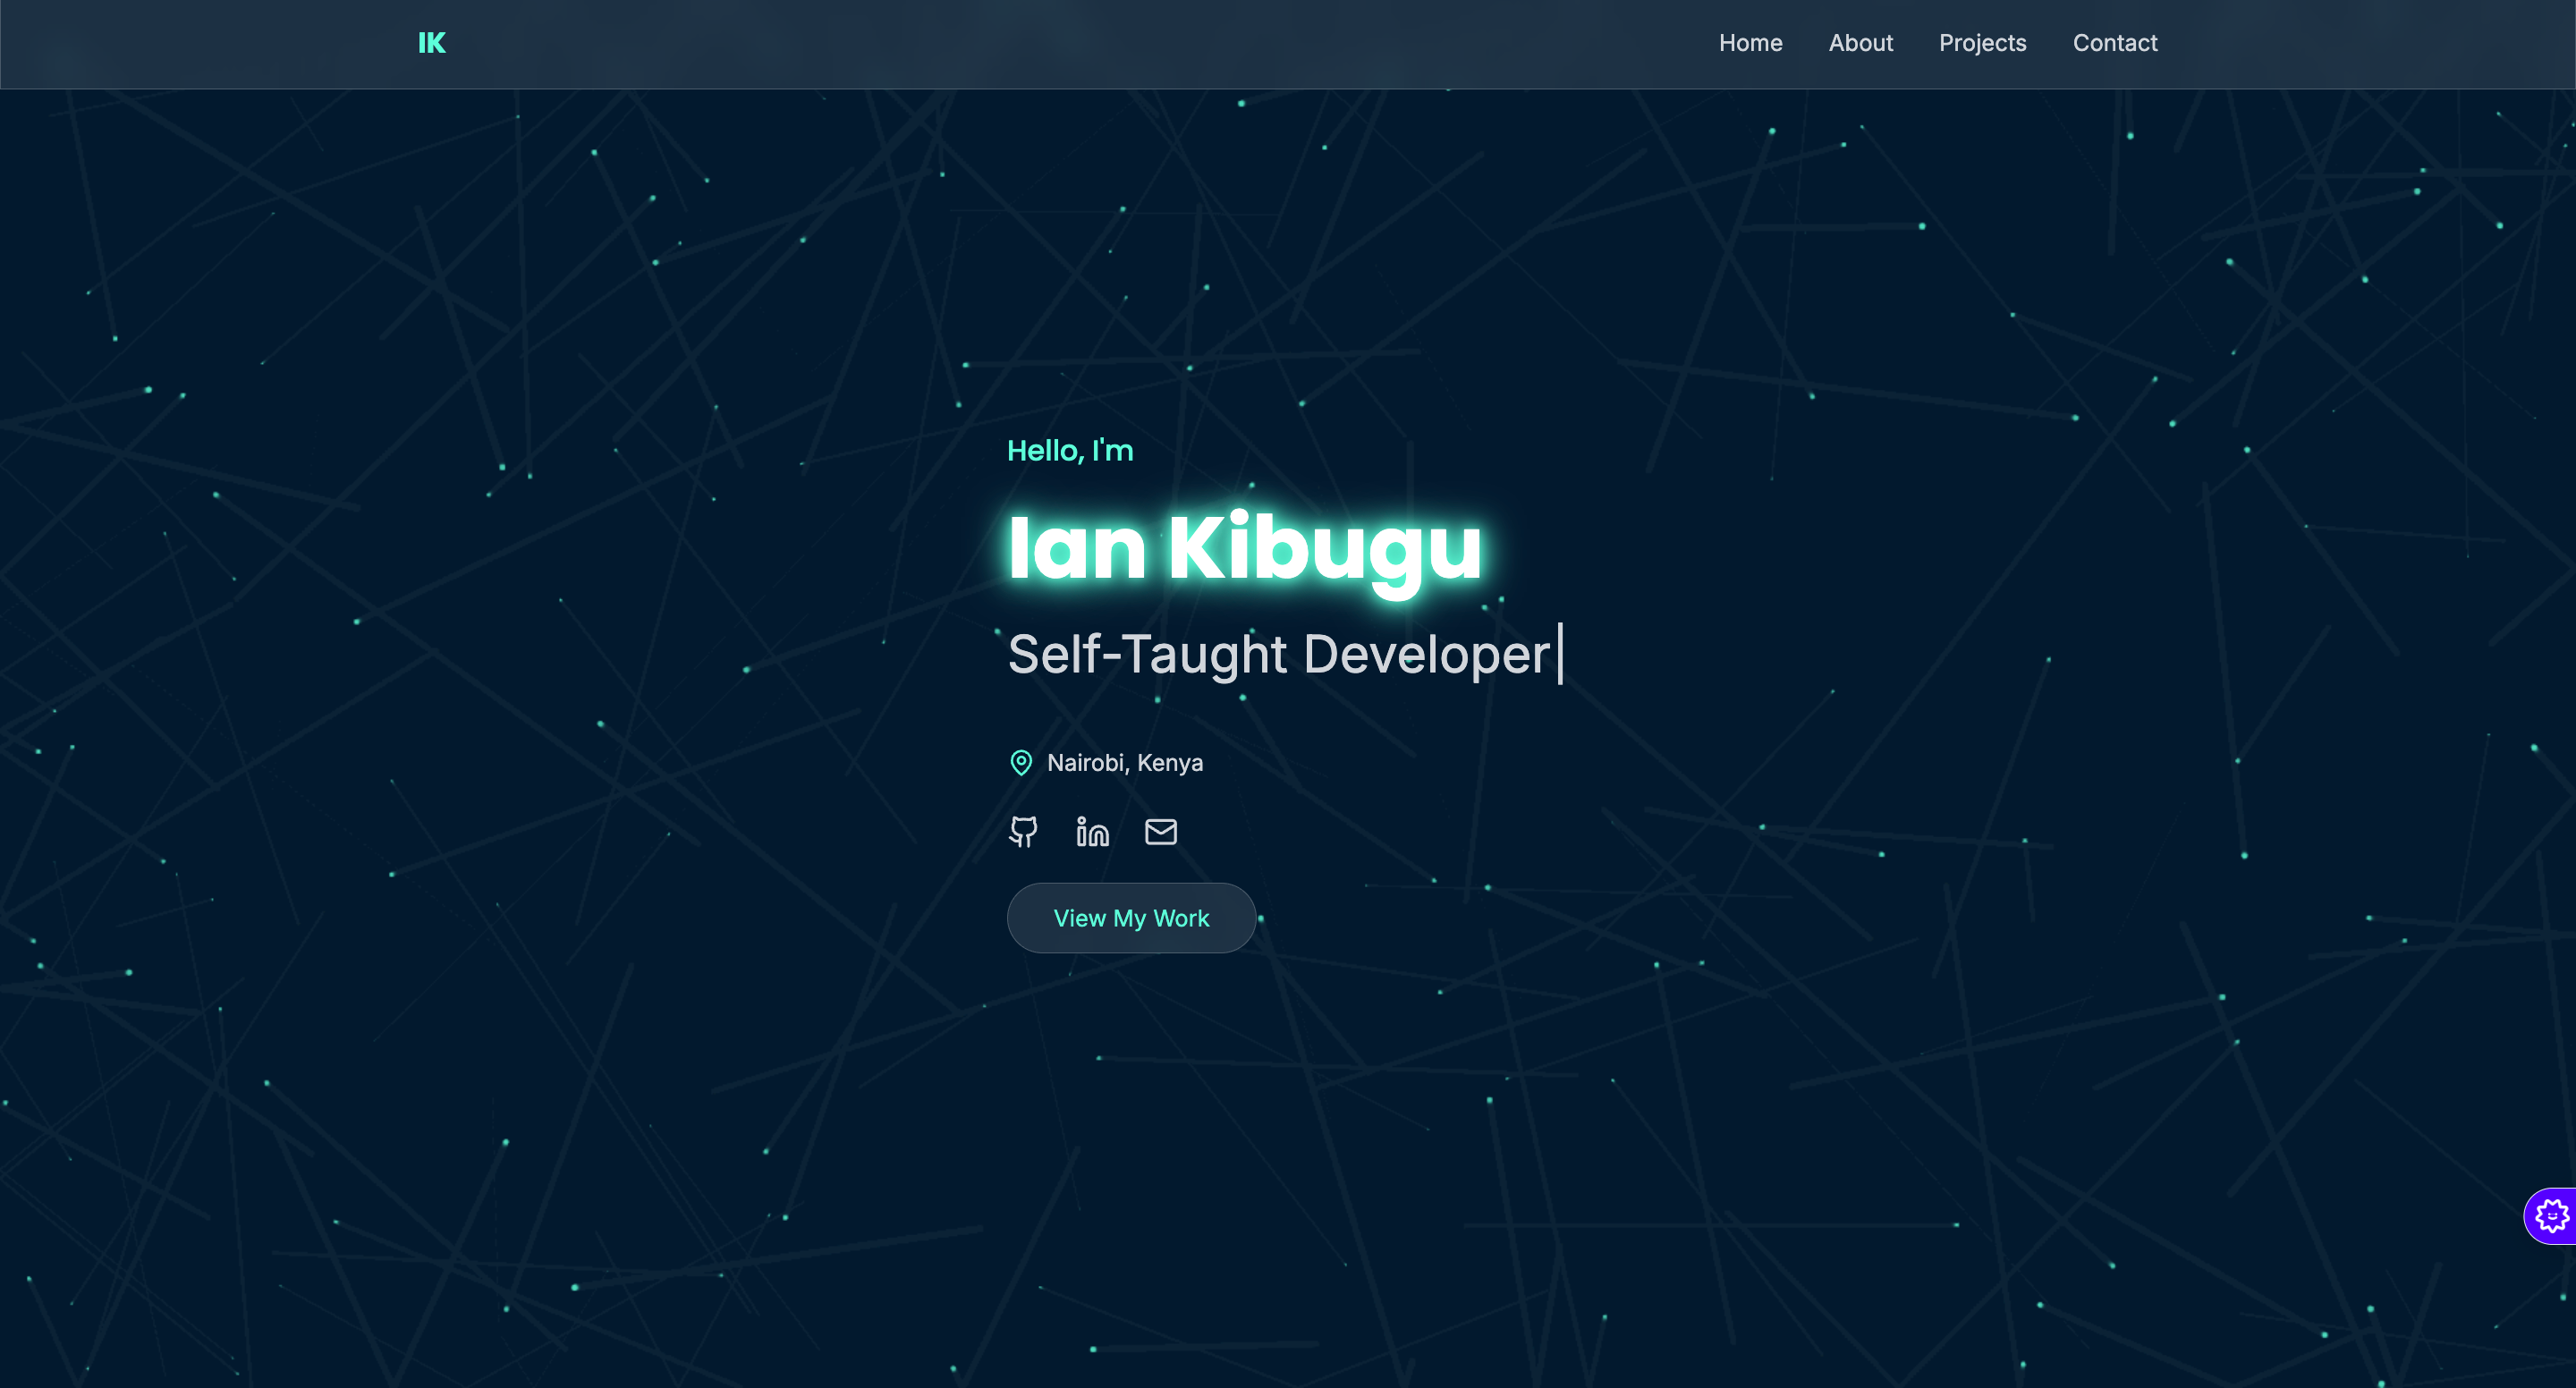 IK
Home About Projects Contact
Hello, I'm
Ian Kibugu
Self-Taught Developer
Nairobi, Kenya
View My Work